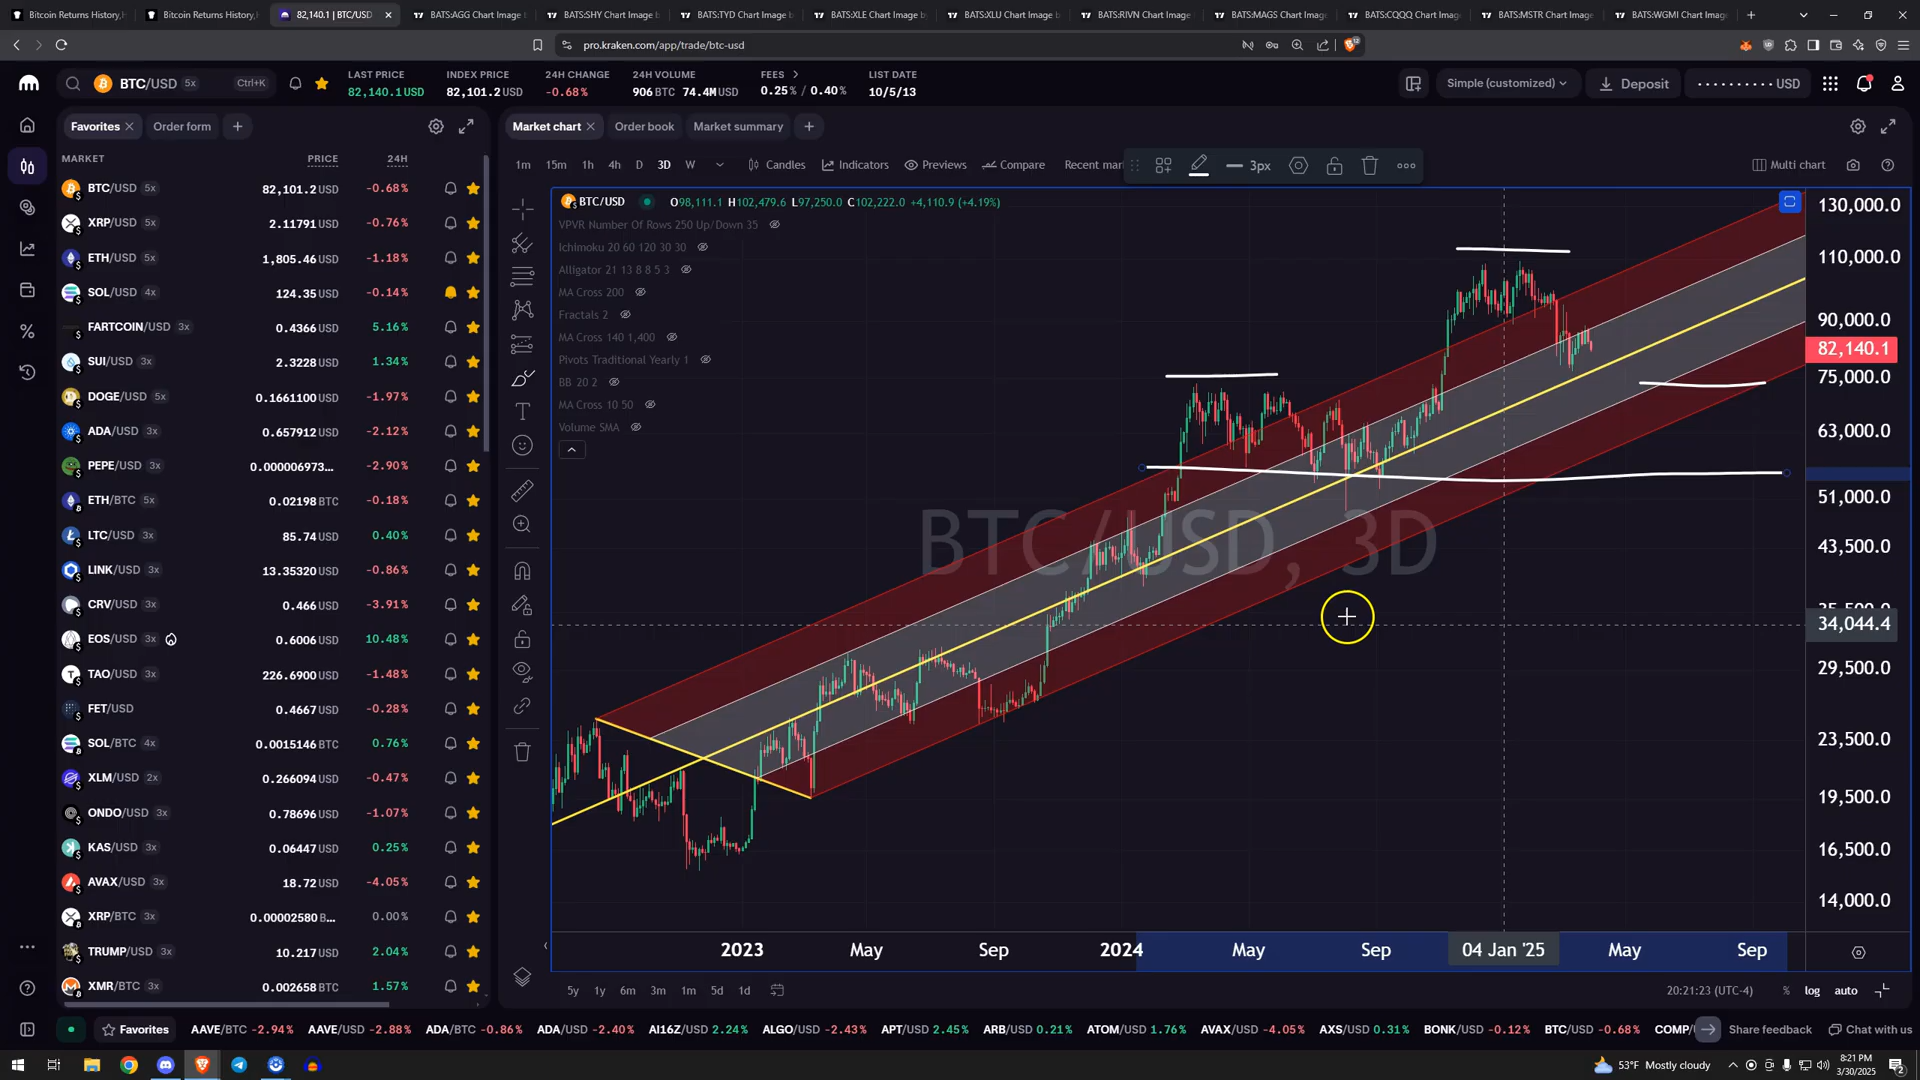 Bitcoin Returns History,
Bitcoin Returns History,
82,140.1 | BTC/USD
BATS:AGG Chart Image b
BATS:SHY Chart Image b
BATS:TYD Chart Image b
BATS:XLE Chart Image b
BATS:XLU Chart Image b
BATS:RIVN Chart Image
BATS:MAGS Chart Image
BATS:CQQQ Chart Image
BATS:MSTR Chart Image
BATS:WGMI Chart Image
pro.kraken.com/app/trade/btc-usd
BTC/USD 5x Ctrl+K
LAST PRICE INDEX PRICE 24H CHANGE 24H VOLUME FEES LIST DATE
82,140.1 USD 82,101.2 USD -0.68% 906 BTC 74.4M USD 0.25% / 0.40% 10/5/13
Simple (customized) Deposit USD
Favorites Order form
Market chart Order book Market summary
MARKET PRICE 24H
BTC/USD 5x 82,101.2 USD -0.68%
XRP/USD 5x 2.11791 USD -0.76%
ETH/USD 5x 1,805.46 USD -1.18%
SOL/USD 4x 124.35 USD -0.14%
FARTCOIN/USD 3x 0.4366 USD 5.16%
SUI/USD 3x 2.3228 USD 1.34%
DOGE/USD 5x 0.1661100 USD -1.97%
ADA/USD 3x 0.657912 USD -2.12%
PEPE/USD 3x 0.000006973... -2.90%
ETH/BTC 5x 0.02198 BTC -0.18%
LTC/USD 3x 85.74 USD 0.40%
LINK/USD 3x 13.35320 USD -0.86%
CRV/USD 3x 0.466 USD -3.91%
EOS/USD 3x 0.6006 USD 10.48%
TAO/USD 3x 226.6900 USD -1.48%
FET/USD 0.4667 USD -0.28%
SOL/BTC 4x 0.0015146 BTC 0.76%
XLM/USD 2x 0.266094 USD -0.47%
ONDO/USD 3x 0.78696 USD -1.07%
KAS/USD 3x 0.06447 USD 0.25%
AVAX/USD 3x 18.72 USD -4.05%
XRP/BTC 3x 0.00002580 B... 0.00%
TRUMP/USD 3x 10.217 USD 2.04%
XMR/BTC 3x 0.002658 BTC 1.57%
1m 15m 1h 4h D 3D W Candles Indicators Previews Compare Recent mar 3px Multi chart
BTC/USD O98,111.1 H102,479.6 L97,250.0 C102,222.0 +4,110.9 (+4.19%)
VPVR Number Of Rows 250 Up/Down 35
Ichimoku 20 60 120 30 30
Alligator 21 13 8 8 5 3
MA Cross 200
Fractals 2
MA Cross 140 1,400
Pivots Traditional Yearly 1
BB 20 2
MA Cross 10 50
Volume SMA
BTC/USD, 3D
130,000.0
110,000.0
90,000.0
82,140.1
75,000.0
63,000.0
51,000.0
43,500.0
34,044.4
29,500.0
23,500.0
19,500.0
16,500.0
14,000.0
2023 May Sep 2024 May Sep 04 Jan '25 May Sep
5y 1y 6m 3m 1m 5d 1d
20:21:23 (UTC-4) % log auto
Favorites AAVE/BTC -2.94% AAVE/USD -2.88% ADA/BTC -0.86% ADA/USD -2.40% AI16Z 2.24% ALGO/USD -2.43% APT/USD 2.45% ARB/USD 0.21% ATOM/USD 1.76% AVAX/USD -4.05% AXS/USD 0.31% BONK/USD -0.12% BTC/USD -0.68% COMP/ Share feedback Chat with us
53°F Mostly cloudy
8:21 PM
3/30/2025